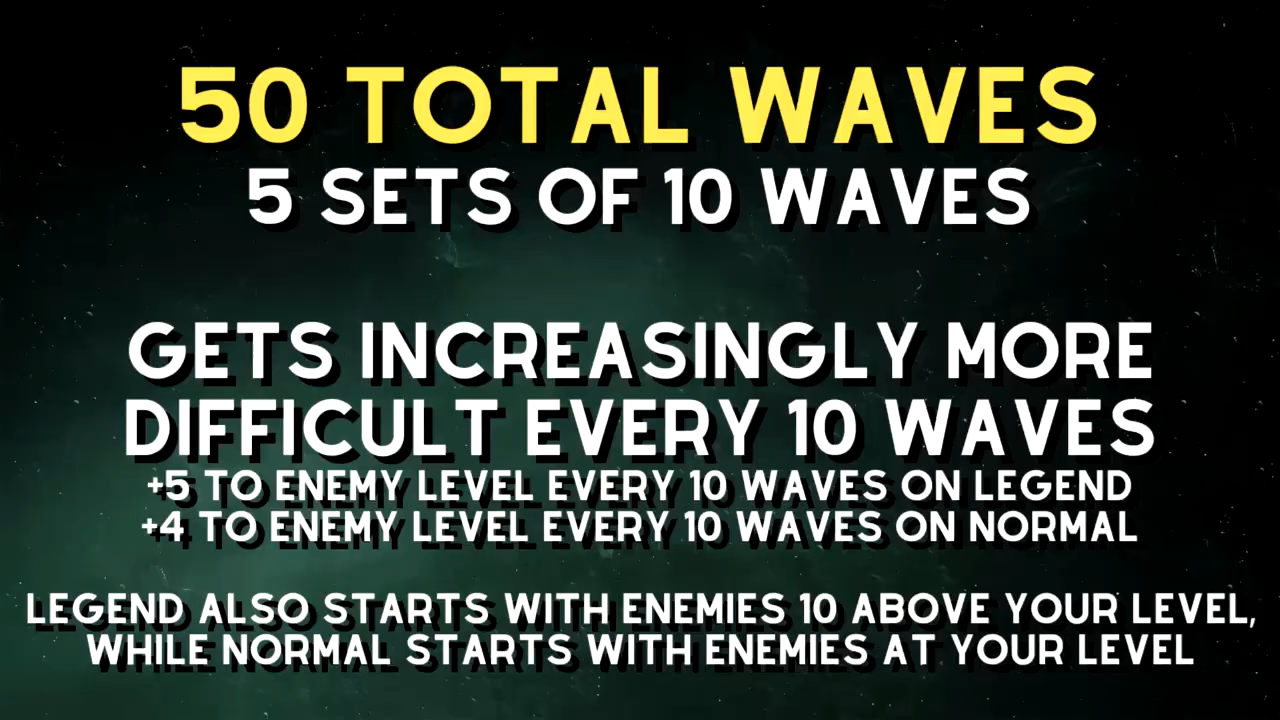 50 TOTAL WAVES
5 SETS OF 10 WAVES
GETS INCREASINGLY MORE
DIFFICULT EVERY 10 WAVES
+5 TO ENEMY LEVEL EVERY 10 WAVES ON LEGEND
+4 TO ENEMY LEVEL EVERY 10 WAVES ON NORMAL
LEGEND ALSO STARTS WITH ENEMIES 10 ABOVE YOUR LEVEL,
WHILE NORMAL STARTS WITH ENEMIES AT YOUR LEVEL